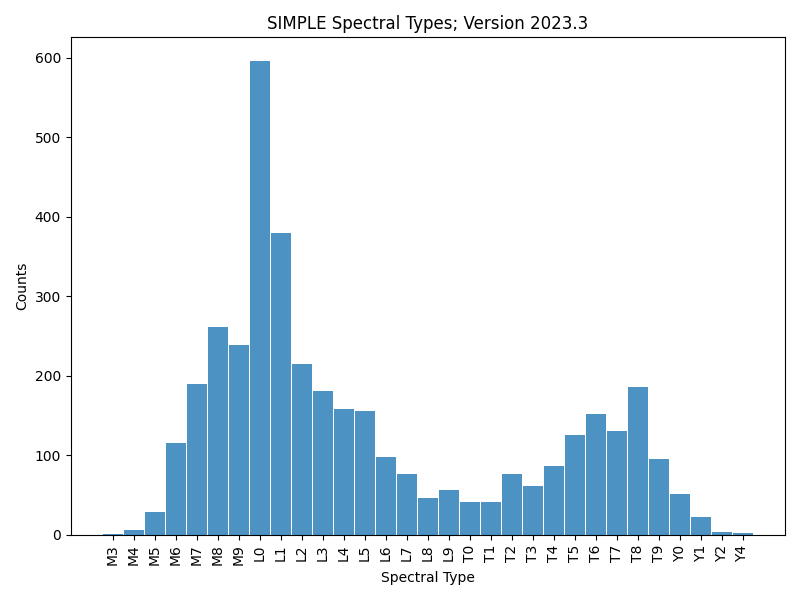 SIMPLE Spectral Types; Version 2023.3
600
500
400
300
200
100
0
Counts
M3 M4 M5 M6 M7 M8 M9 L0 L1 L2 L3 L4 L5 L6 L7 L8 L9 T0 T1 T2 T3 T4 T5 T6 T7 T8 T9 Y0 Y1 Y2 Y4
Spectral Type